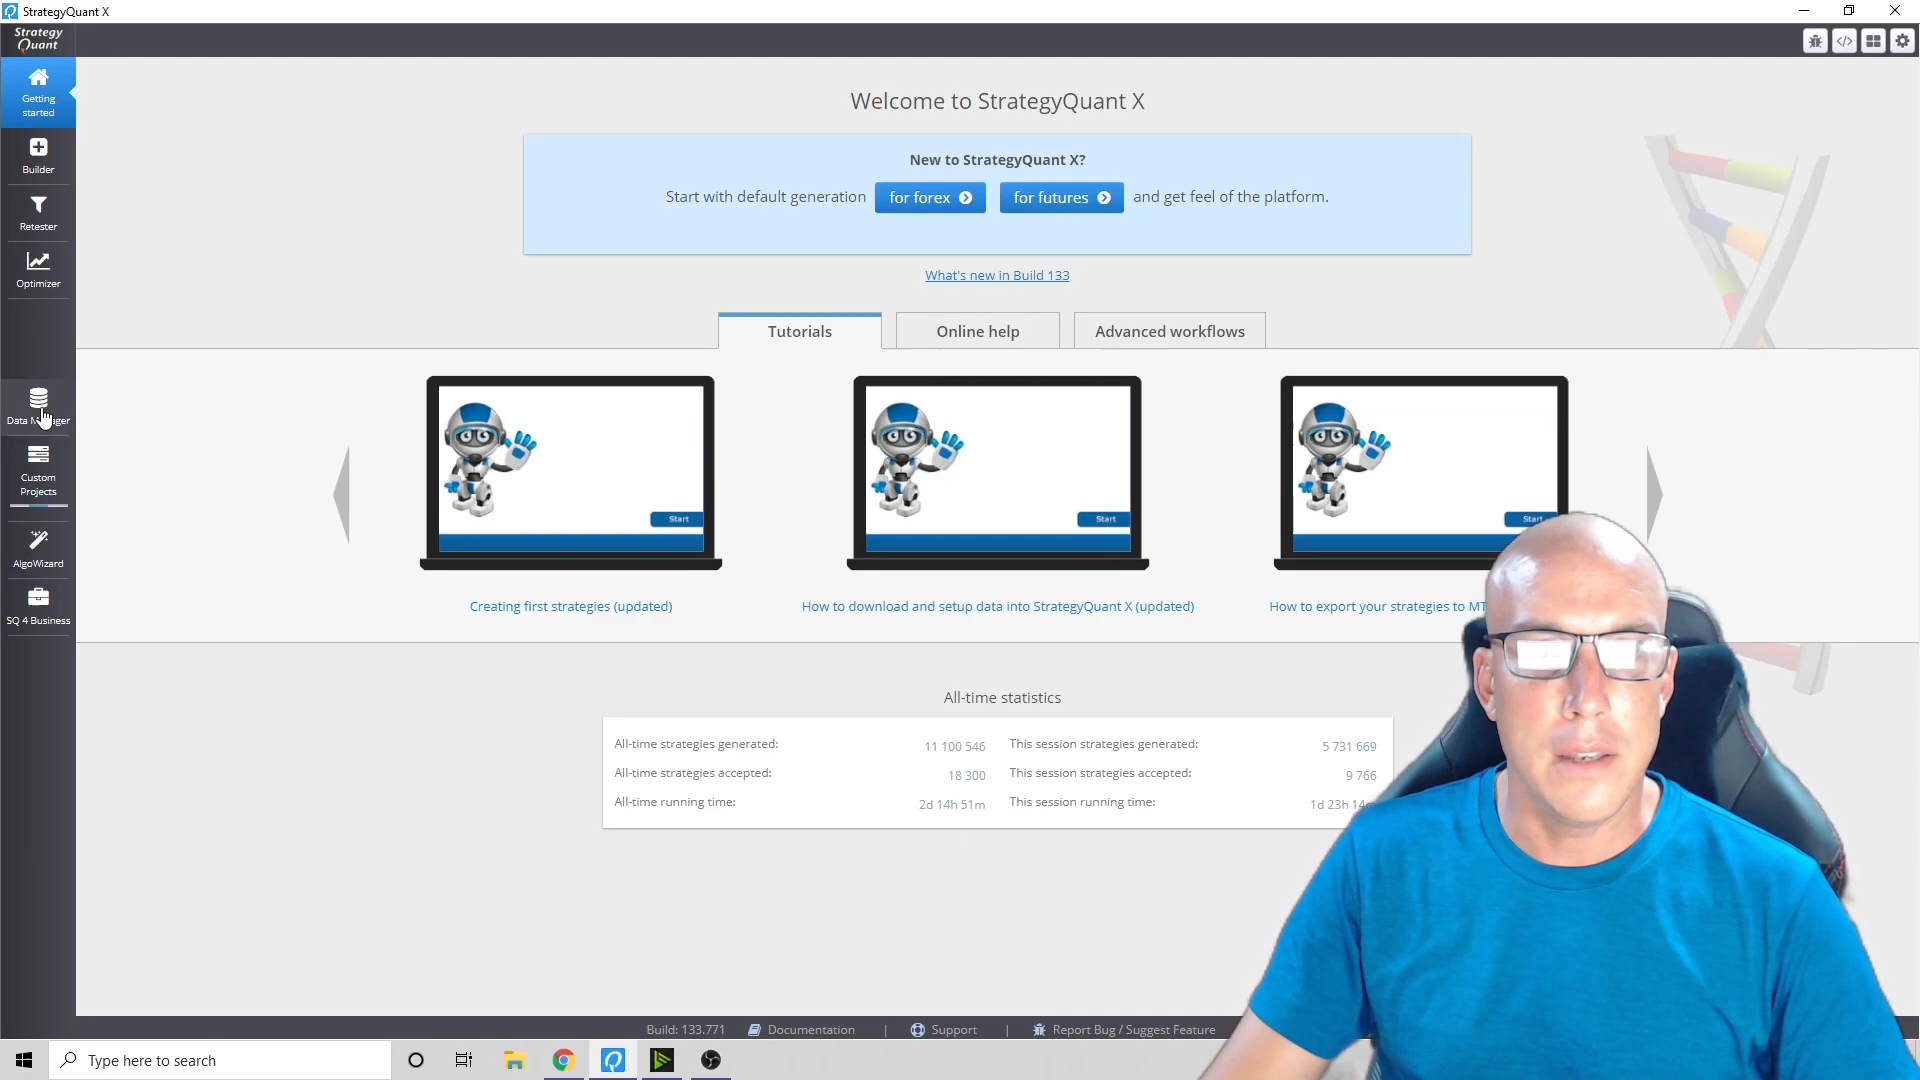 StrategyQuant X
Strategy
Quant
Getting
started
Builder
Retester
Optimizer
Custom
Projects
AlgoWizard
SQ 4 Business
Welcome to StrategyQuant X
New to StrategyQuant X?
Start with default generation for forex for futures and get feel of the platform.
What's new in Build 133
Tutorials Online help Advanced workflows
Start Start Start
Creating first strategies (updated)
How to download and setup data into StrategyQuant X (updated)
How to export your strategies to MT
All-time statistics
All-time strategies generated: 11 100 546 This session strategies generated: 5 731 669
All-time strategies accepted: 18 300 This session strategies accepted: 9 766
All-time running time: 2d 14h 51m This session running time: 1d 23h
Build: 133.771 Documentation | Support | Report Bug / Suggest Feature
Type here to search